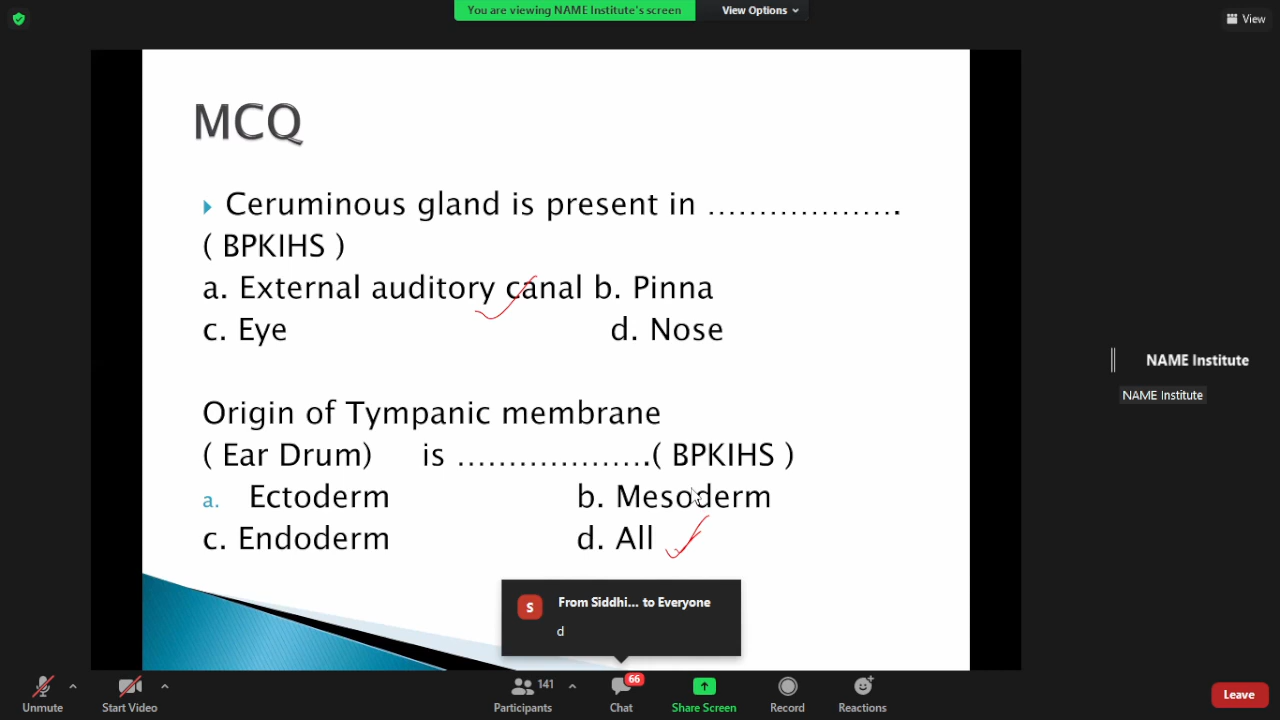 You are viewing NAME Institute's screen
View Options
View
MCQ
Ceruminous gland is present in ………………….
( BPKIHS )
a. External auditory canal b. Pinna
c. Eye d. Nose
Origin of Tympanic membrane
( Ear Drum) is ………………….( BPKIHS )
a. Ectoderm b. Mesoderm
c. Endoderm d. All
NAME Institute
NAME Institute
S
From Siddhi... to Everyone
d
141
66
Unmute
Start Video
Participants
Chat
Share Screen
Record
Reactions
Leave